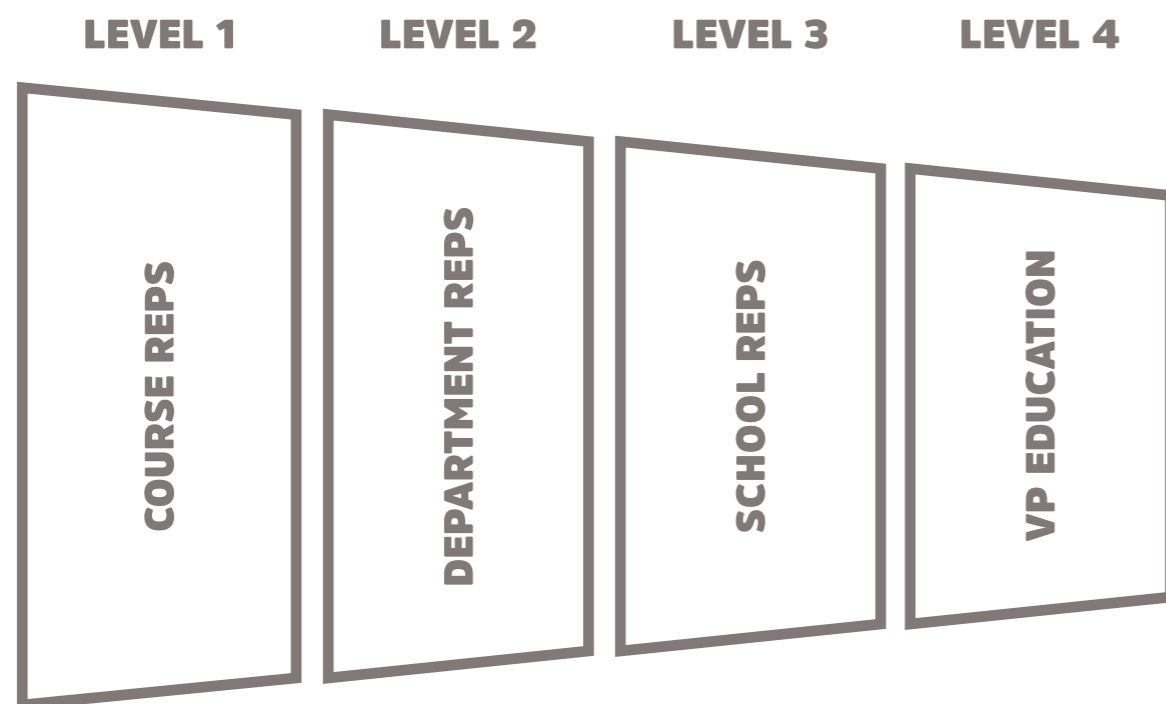 LEVEL 1
LEVEL 2
LEVEL 3
LEVEL 4
COURSE REPS
DEPARTMENT REPS
SCHOOL REPS
VP EDUCATION